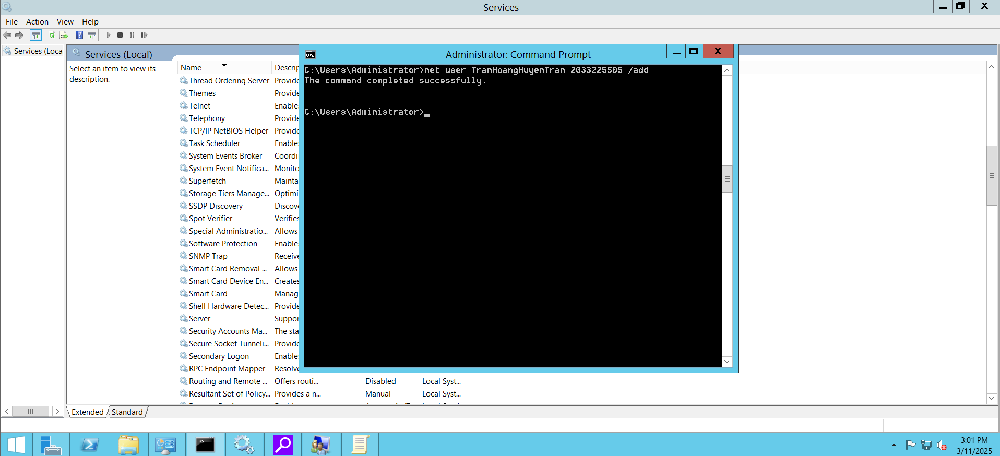 Services
File Action View Help
Services (Loca
Services (Local)
Select an item to view its
description.
Name Descrip
Thread Ordering Server Provide
Themes Provide
Telnet Enable
Telephony Provide
TCP/IP NetBIOS Helper Provide
Task Scheduler Enable
System Events Broker Coordi
System Event Notifica... Monito
Superfetch Mainta
Storage Tiers Manage... Optimi
SSDP Discovery Discov
Spot Verifier Verifies
Special Administratio... Allows
Software Protection Enable
SNMP Trap Receive
Smart Card Removal ... Allows
Smart Card Device En... Creates
Smart Card Manag
Shell Hardware Detec... Provide
Server Suppor
Security Accounts Ma... The sta
Secure Socket Tunneli... Provide
Secondary Logon Enable
RPC Endpoint Mapper Resolve
Routing and Remote ... Offers routi... Disabled Local Syst...
Resultant Set of Policy... Provides a n... Manual Local Syst...
Extended Standard
Administrator: Command Prompt
C:\Users\Administrator>net user TranHoangHuyenTran 2033225505 /add
The command completed successfully.
C:\Users\Administrator>_
3:01 PM
3/11/2025